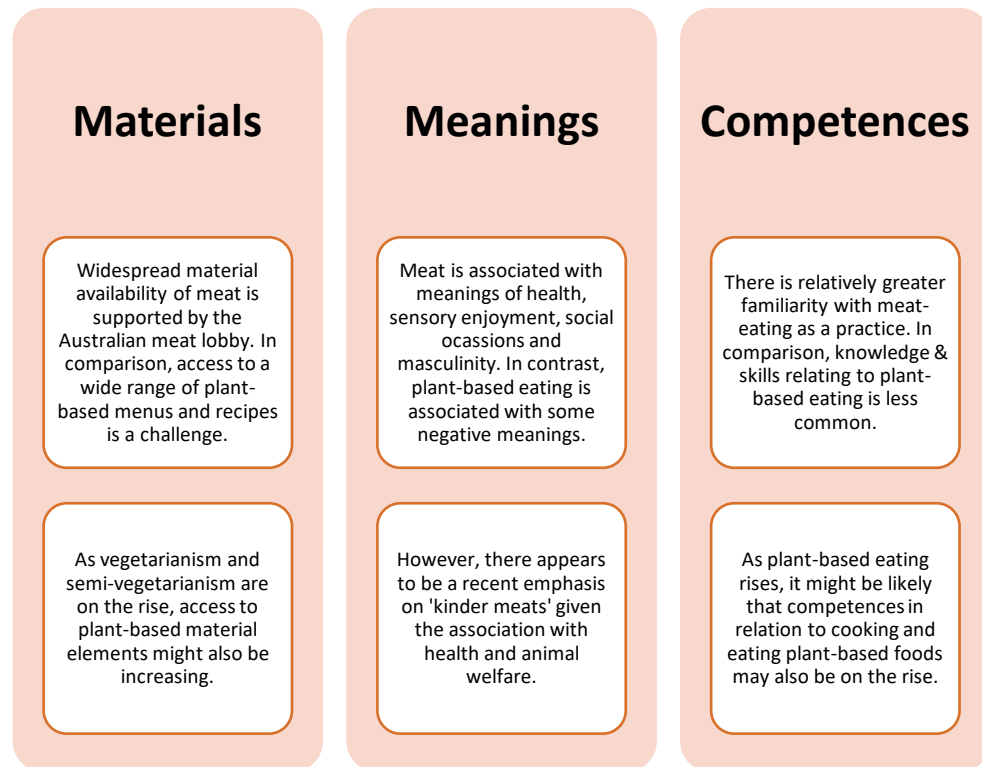 Materials
Widespread material
availability of meat is
supported by the
Australian meat lobby. In
comparison, access to a
wide range of plant-
based menus and recipes
is a challenge.
As vegetarianism and
semi-vegetarianism are
on the rise, access to
plant-based material
elements might also be
increasing.
Meanings
Meat is associated with
meanings of health,
sensory enjoyment, social
ocassions and
masculinity. In contrast,
plant-based eating is
associated with some
negative meanings.
However, there appears
to be a recent emphasis
on 'kinder meats' given
the association with
health and animal
welfare.
Competences
There is relatively greater
familiarity with meat-
eating as a practice. In
comparison, knowledge &
skills relating to plant-
based eating is less
common.
As plant-based eating
rises, it might be likely
that competences in
relation to cooking and
eating plant-based foods
may also be on the rise.